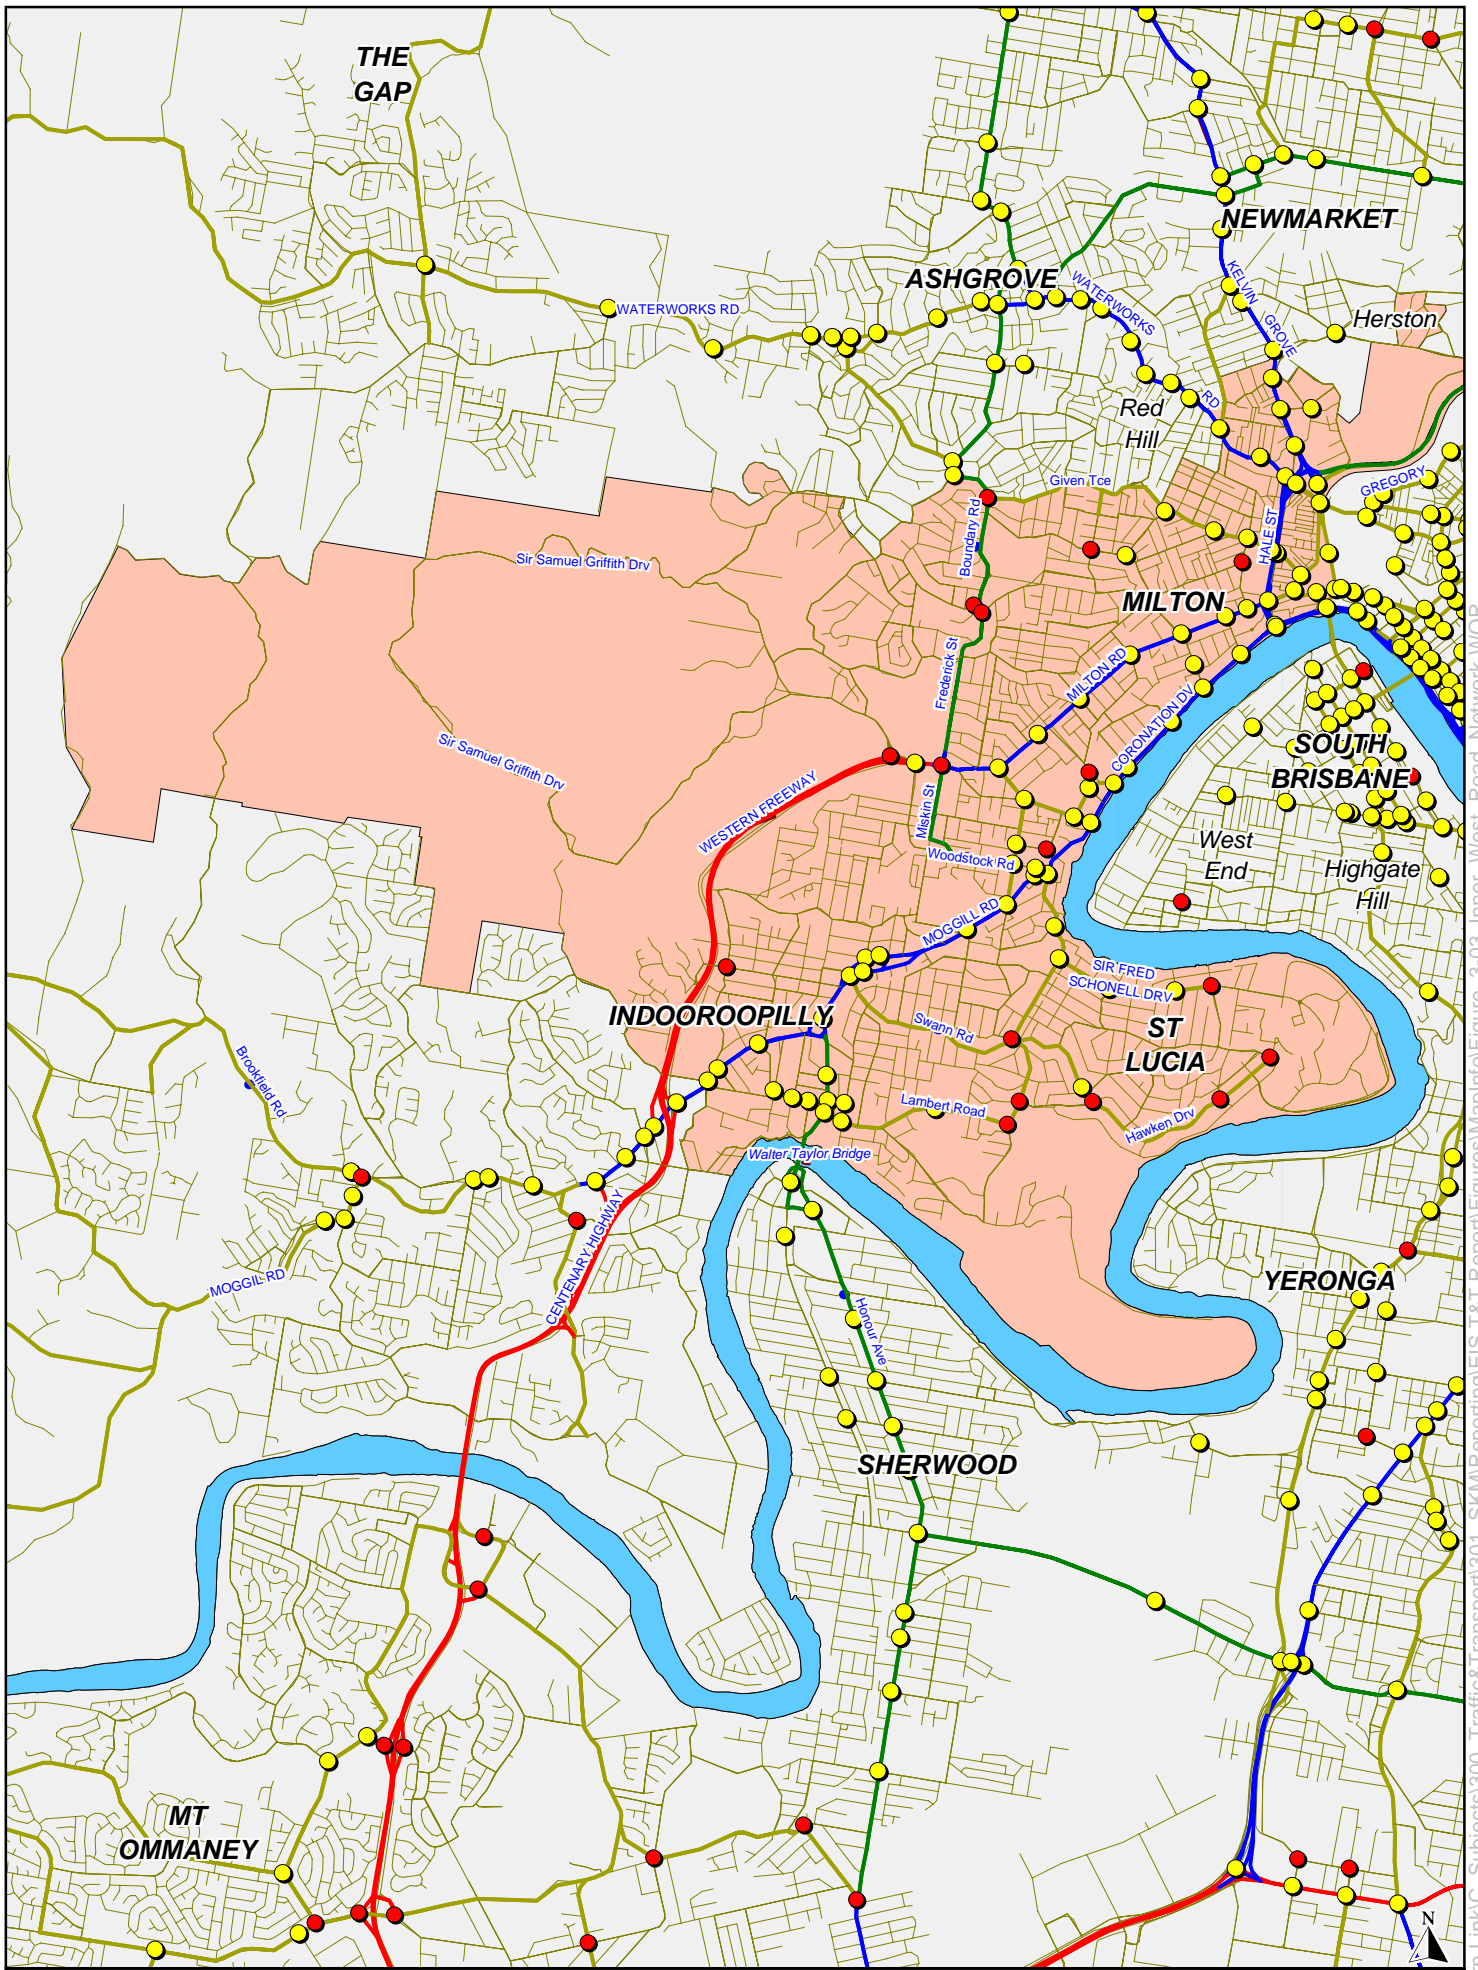 THE
GAP
NEWMARKET
ASHGROVE
WATERWORKS
KELVIN
GROVE
WATERWORKS RD
Herston
RD
Red
Hill
Given Tce
GREGORY
Boundary Rd
HALE ST
Sir Samuel Griffith Drv
MILTON
Frederick St
MILTON RD
CORONATION DV
Sir Samuel Griffith Drv
SOUTH
BRISBANE
WESTERN FREEWAY
Miskin St
Woodstock Rd
West
End
Highgate
Hill
MOGGILL RD
SIR FRED
SCHONELL DRV
INDOOROOPILLY
Swann Rd
ST
LUCIA
Brookfield Rd
Lambert Road
Hawken Drv
Walter Taylor Bridge
CENTENARY HIGHWAY
MOGGIL RD
YERONGA
Honour Ave
SHERWOOD
MT
OMMANEY
N